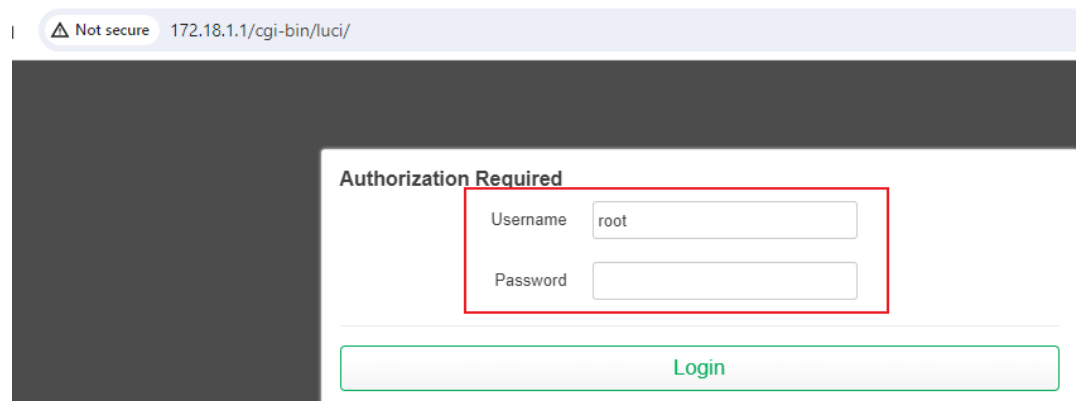 Not secure 172.18.1.1/cgi-bin/luci/
Authorization Required
Username root
Password
Login